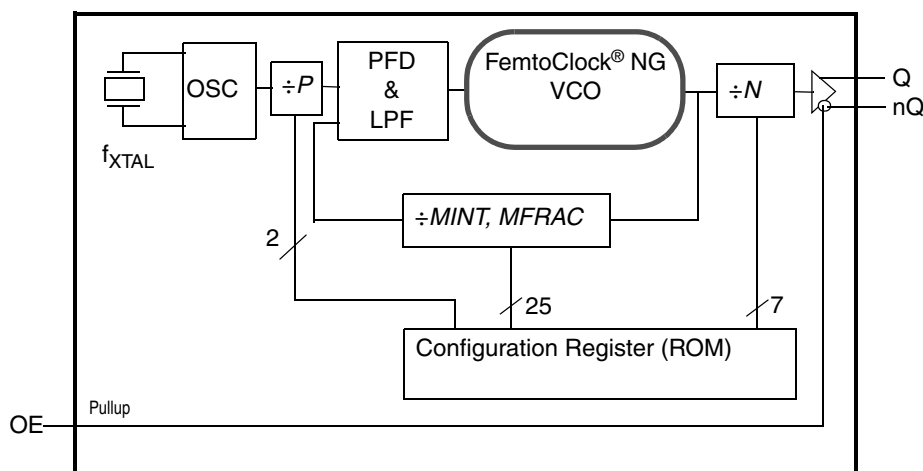 OSC
÷P
PFD
&
LPF
FemtoClock® NG
VCO
÷N
Q
nQ
fXTAL
÷MINT, MFRAC
2
25
7
Configuration Register (ROM)
Pullup
OE